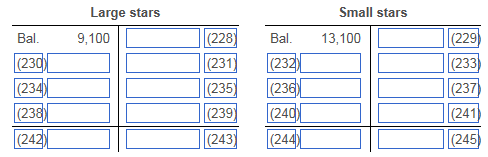 Large stars Small stars
Bal. 9,100 (228) Bal. 13,100 (229)
(230) (231) (232) (233)
(234) (235) (236) (237)
(238) (239) (240) (241)
(242) (243) (244) (245)